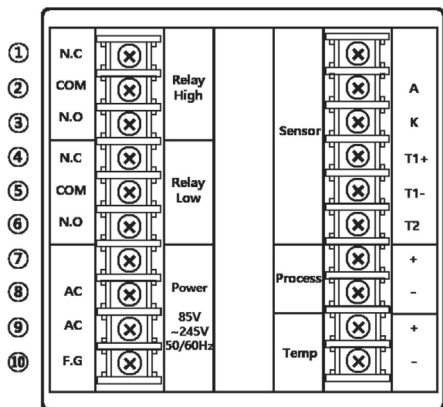 ① N.C
② COM Relay A
High
③ N.O Sensor K
④ N.C T1+
⑤ COM Relay T1-
Low
⑥ N.O T2
⑦ +
Process
⑧ AC Power -
⑨ AC 85V +
~245V
50/60Hz
Temp
⑩ F.G -